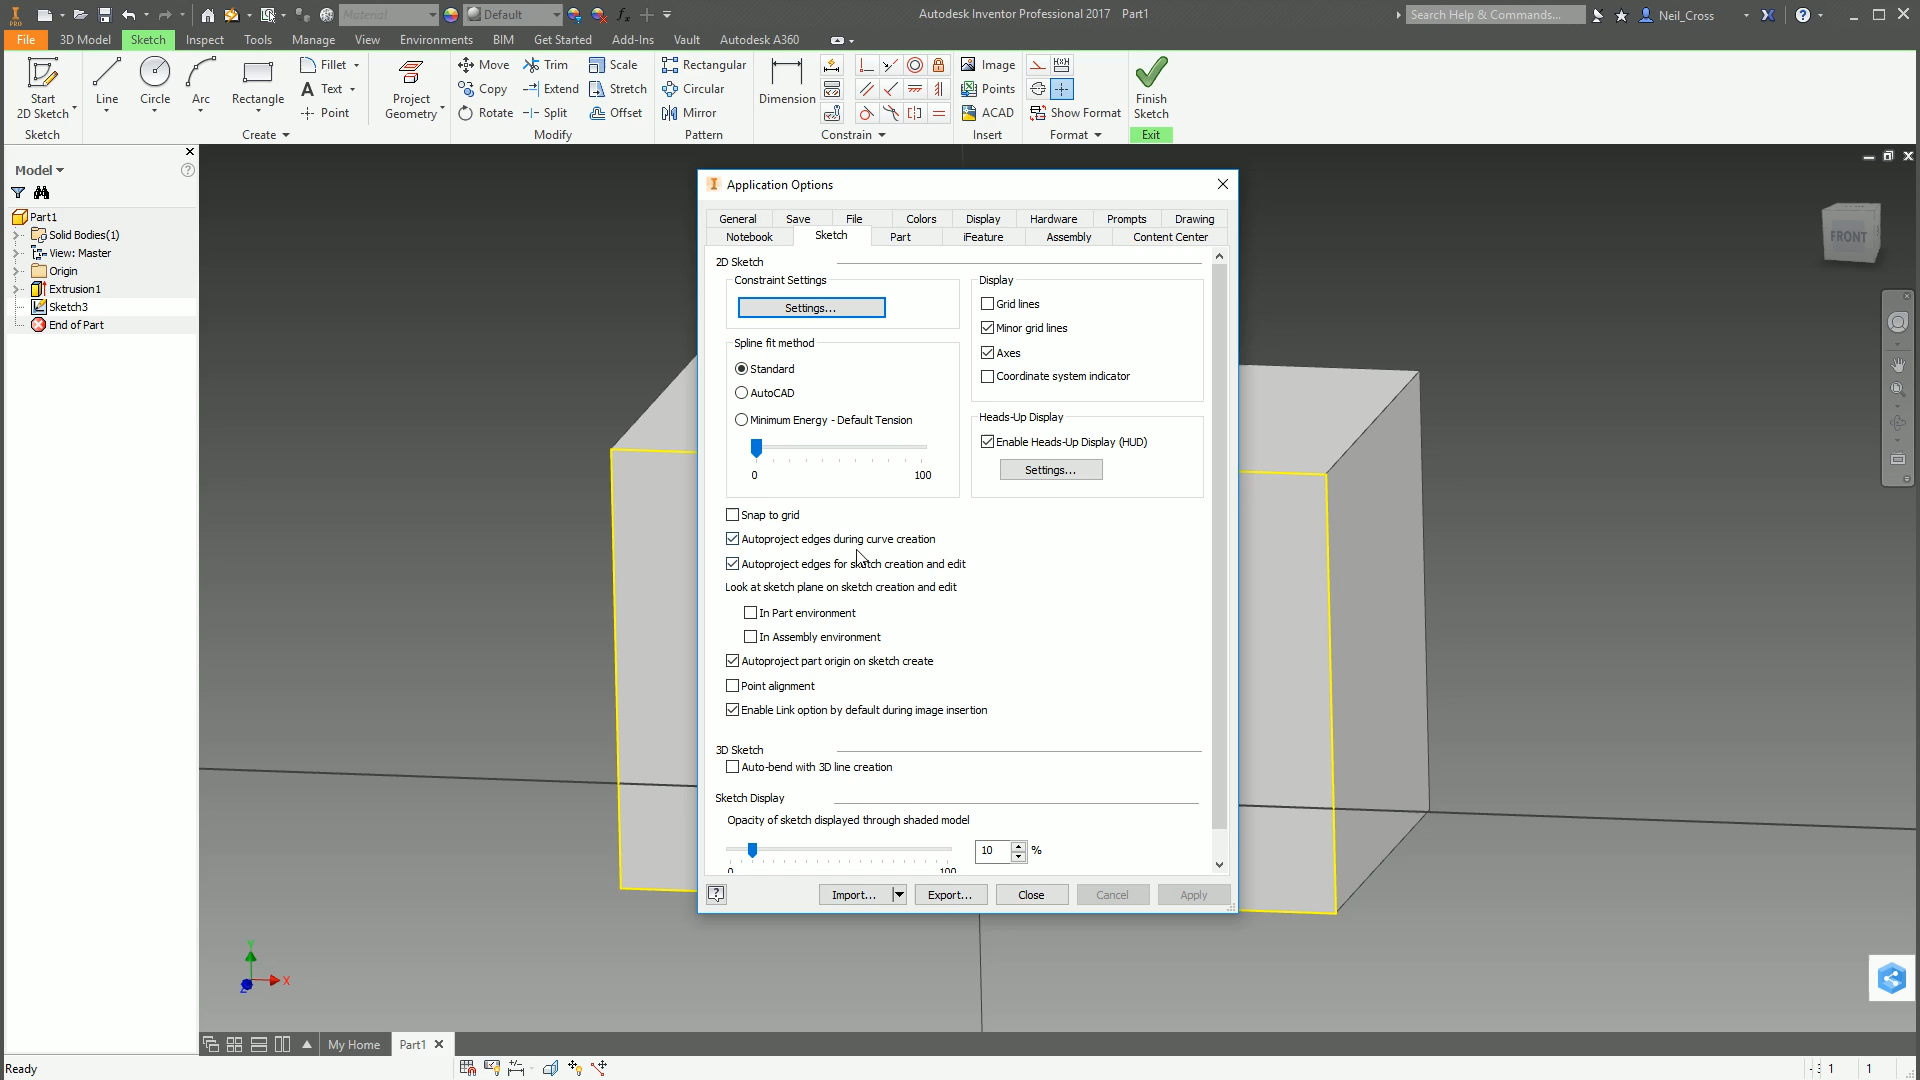 PRO
Material
Default
fx
Autodesk Inventor Professional 2017 Part1
Search Help & Commands...
Neil_Cross
File
3D Model
Sketch
Inspect
Tools
Manage
View
Environments
BIM
Get Started
Add-Ins
Vault
Autodesk A360
Start
2D Sketch
Line
Circle
Arc
Rectangle
Fillet
Text
Point
Project
Geometry
Move
Copy
Rotate
Trim
Extend
Split
Scale
Stretch
Offset
Rectangular
Circular
Mirror
Dimension
Image
Points
ACAD
Show Format
Finish
Sketch
Sketch
Create
Modify
Pattern
Constrain
Insert
Format
Exit
Model
Part1
Solid Bodies(1)
View: Master
Origin
Extrusion1
Sketch3
End of Part
Application Options
General
Save
File
Colors
Display
Hardware
Prompts
Drawing
Notebook
Sketch
Part
iFeature
Assembly
Content Center
2D Sketch
Constraint Settings
Settings...
Spline fit method
Standard
AutoCAD
Minimum Energy - Default Tension
0
100
Display
Grid lines
Minor grid lines
Axes
Coordinate system indicator
Heads-Up Display
Enable Heads-Up Display (HUD)
Settings...
Snap to grid
Autoproject edges during curve creation
Autoproject edges for sketch creation and edit
Look at sketch plane on sketch creation and edit
In Part environment
In Assembly environment
Autoproject part origin on sketch create
Point alignment
Enable Link option by default during image insertion
3D Sketch
Auto-bend with 3D line creation
Sketch Display
Opacity of sketch displayed through shaded model
10 %
0
100
Import...
Export...
Close
Cancel
Apply
FRONT
Y
X
Z
My Home
Part1
Ready
1
1